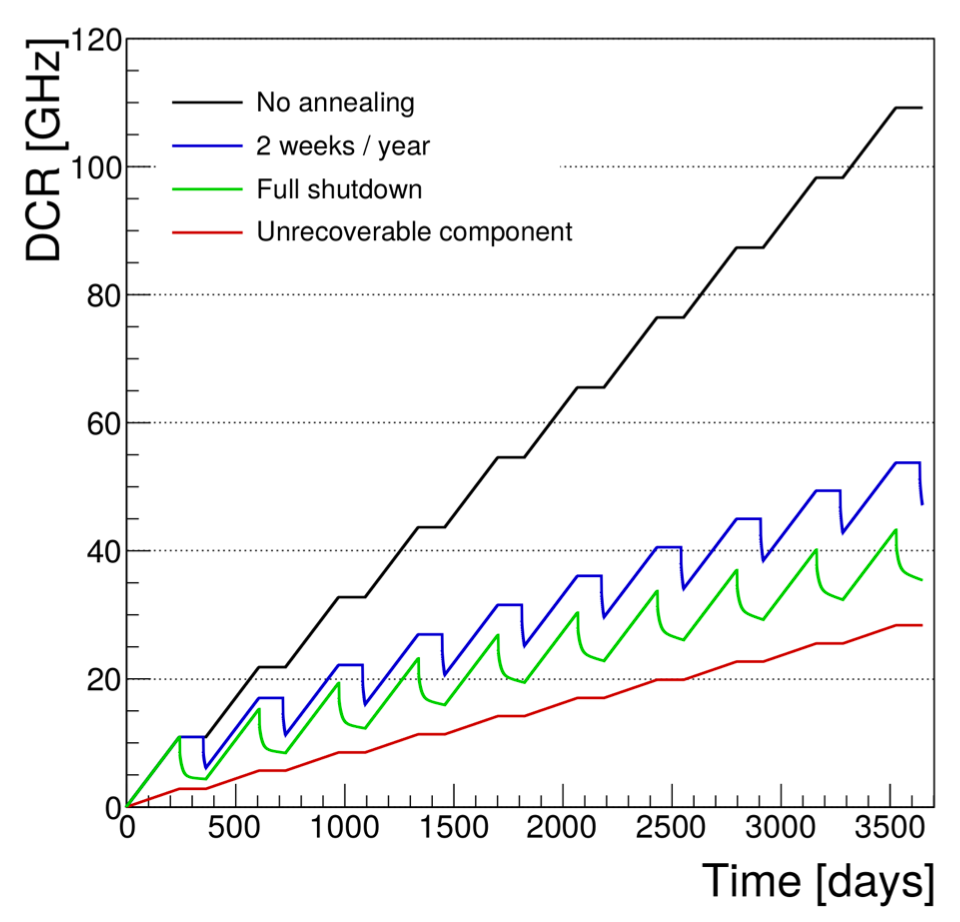 DCR [GHz]
120
100
80
60
40
20
0
No annealing
2 weeks / year
Full shutdown
Unrecoverable component
0 500 1000 1500 2000 2500 3000 3500
Time [days]